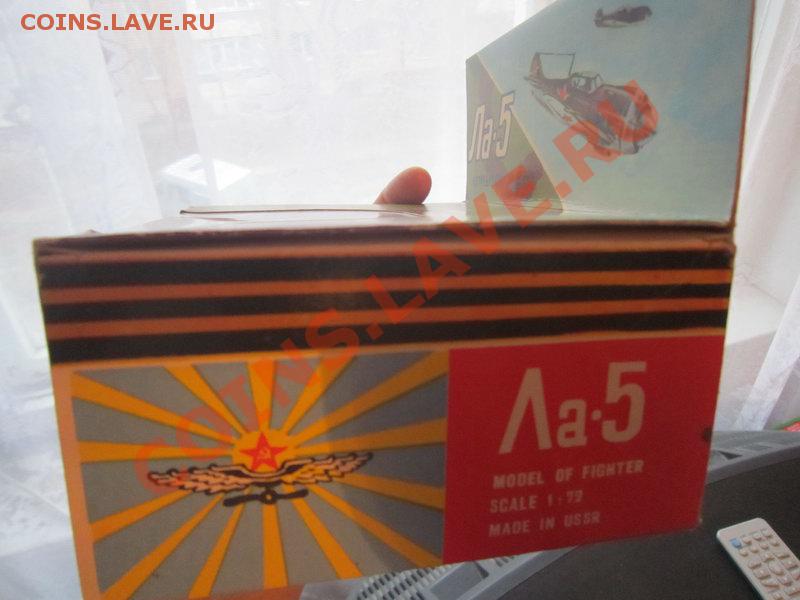 COINS.LAVE.RU
Ла-5
Ла-5
MODEL OF FIGHTER
SCALE 1:72
MADE IN USSR
COINS.LAVE.RU